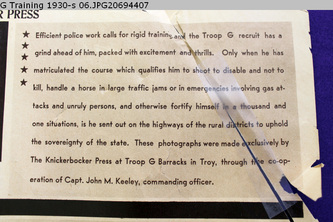 G Training 1930-s 06.JPG20694407
R PRESS
Efficient police work calls for rigid training, and the Troop G recruit has a
grind ahead of him, packed with excitement and thrills. Only when he has
matriculated the course which qualifies him to shoot to disable and not to
kill, handle a horse in large traffic jams or in emergencies involving gas at-
tacks and unruly persons, and otherwise fortify himself in a thousand and
one situations, is he sent out on the highways of the rural districts to uphold
the sovereignty of the state. These photographs were made exclusively by
The Knickerbocker Press at Troop G Barracks in Troy, through the co-op-
eration of Capt. John M. Keeley, commanding officer.